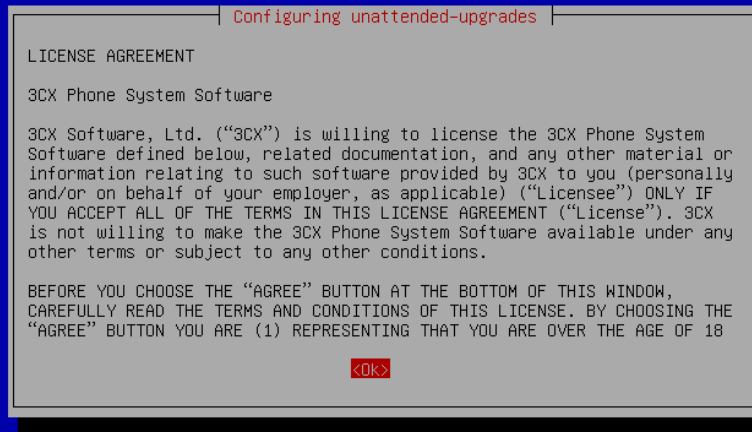 Configuring unattended-upgrades
LICENSE AGREEMENT
3CX Phone System Software
3CX Software, Ltd. (“3CX”) is willing to license the 3CX Phone System
Software defined below, related documentation, and any other material or
information relating to such software provided by 3CX to you (personally
and/or on behalf of your employer, as applicable) (“Licensee”) ONLY IF
YOU ACCEPT ALL OF THE TERMS IN THIS LICENSE AGREEMENT (“License”). 3CX
is not willing to make the 3CX Phone System Software available under any
other terms or subject to any other conditions.
BEFORE YOU CHOOSE THE “AGREE” BUTTON AT THE BOTTOM OF THIS WINDOW,
CAREFULLY READ THE TERMS AND CONDITIONS OF THIS LICENSE. BY CHOOSING THE
“AGREE” BUTTON YOU ARE (1) REPRESENTING THAT YOU ARE OVER THE AGE OF 18
<Ok>